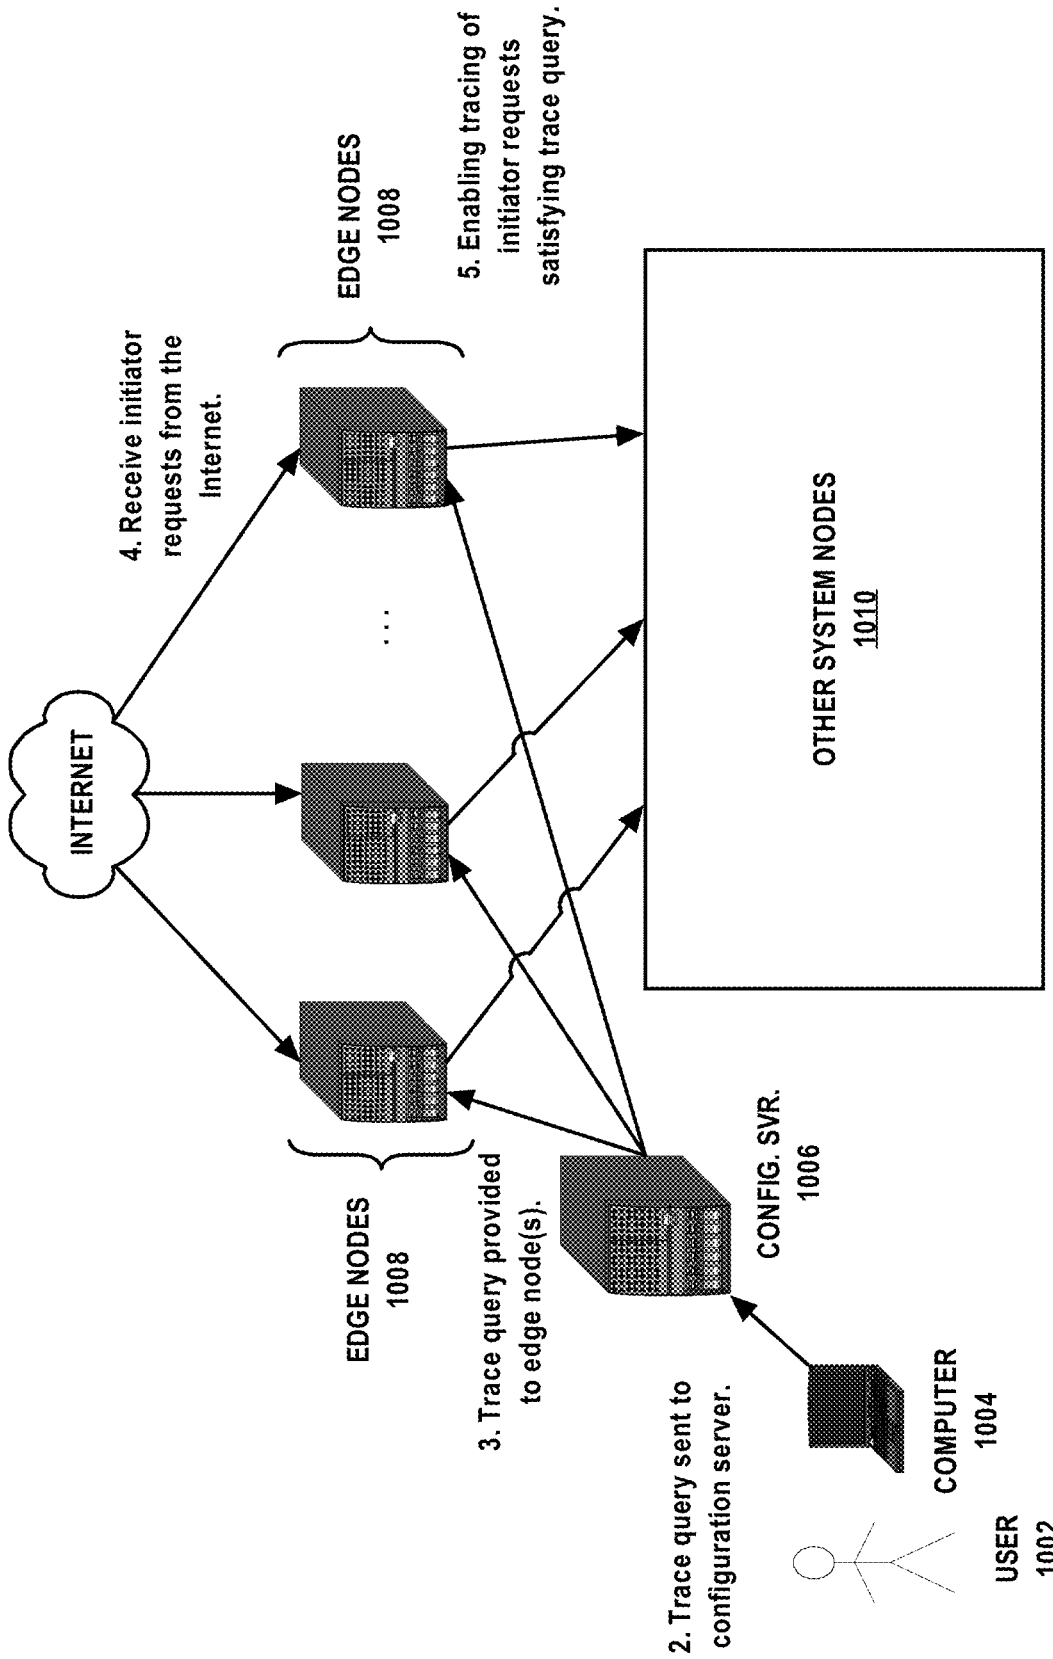 INTERNET
4. Receive initiator
requests from the
Internet.
EDGE NODES
1008
EDGE NODES
1008
3. Trace query provided
to edge node(s).
5. Enabling tracing of
initiator requests
satisfying trace query.
...
2. Trace query sent to
configuration server.
CONFIG. SVR.
1006
OTHER SYSTEM NODES
1010
COMPUTER
1004
USER
1002